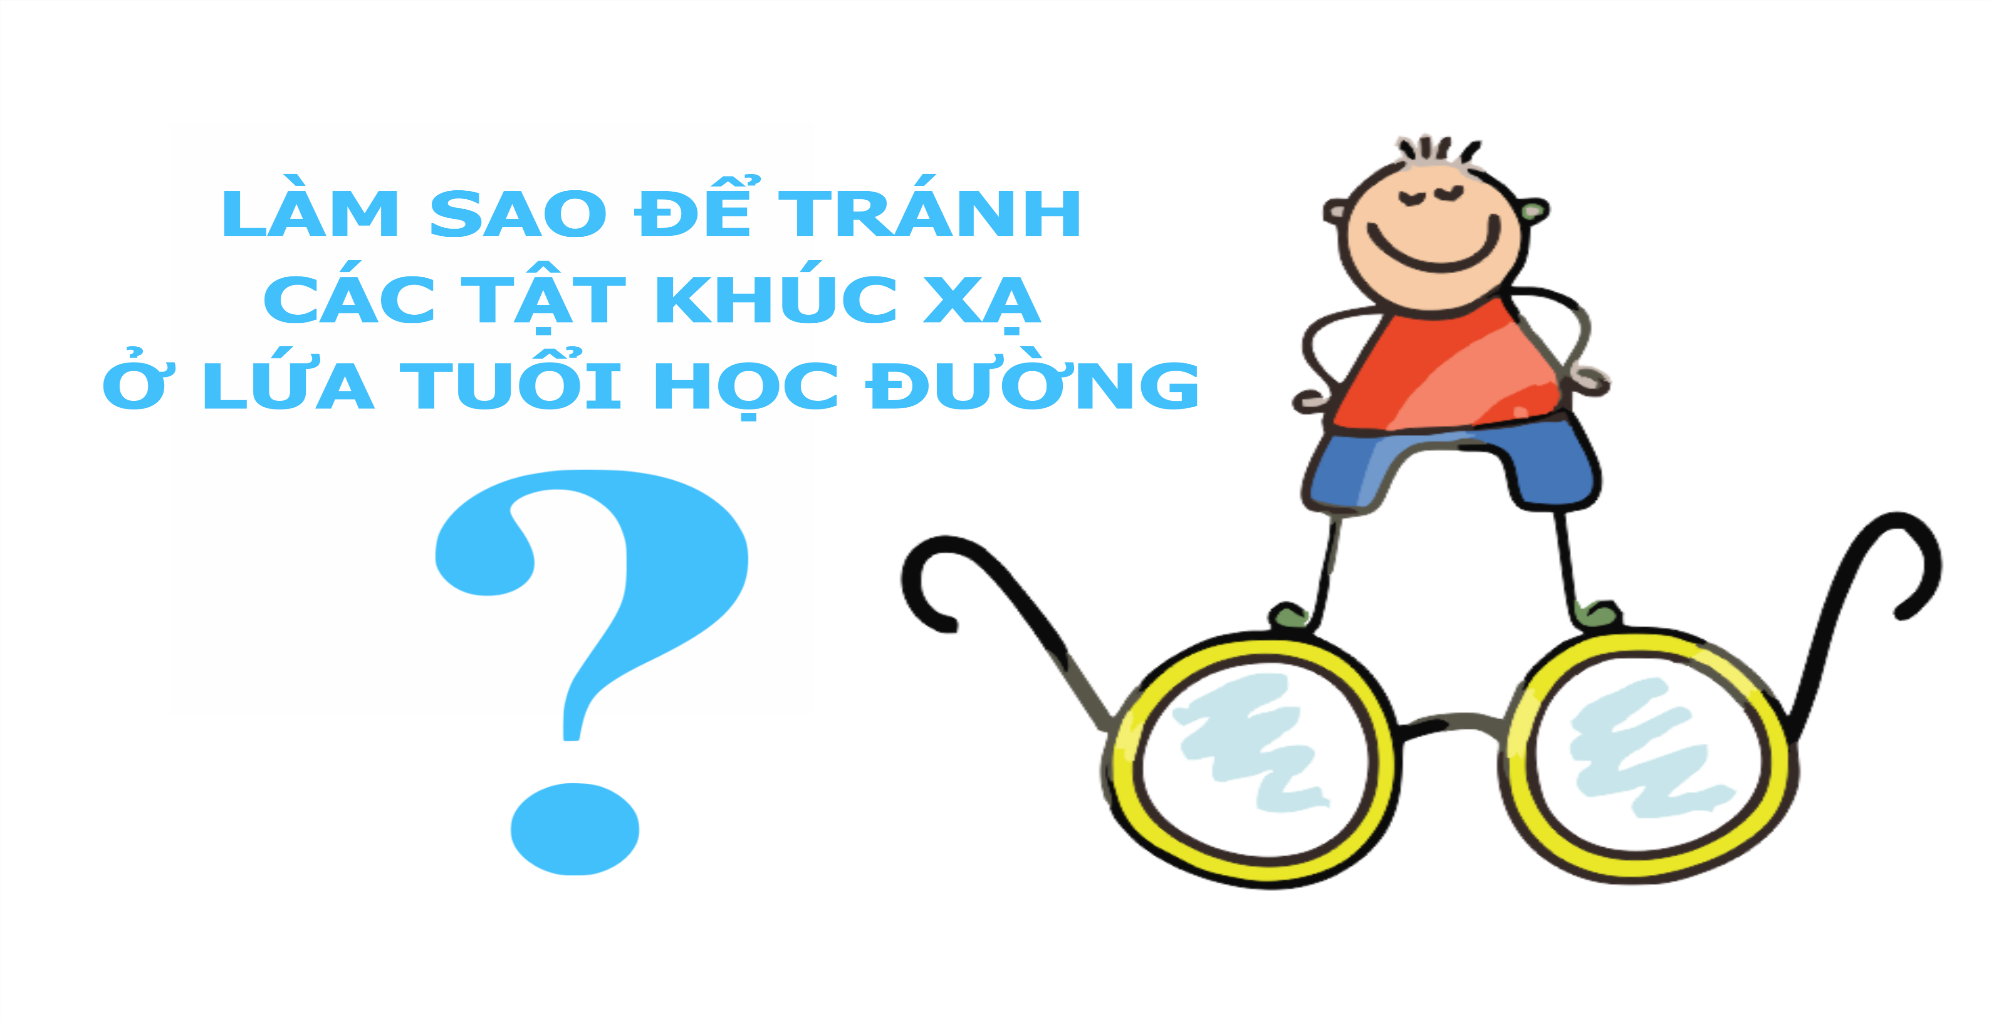 LÀM SAO ĐỂ TRÁNH
CÁC TẬT KHÚC XẠ
Ở LỨA TUỔI HỌC ĐƯỜNG
?